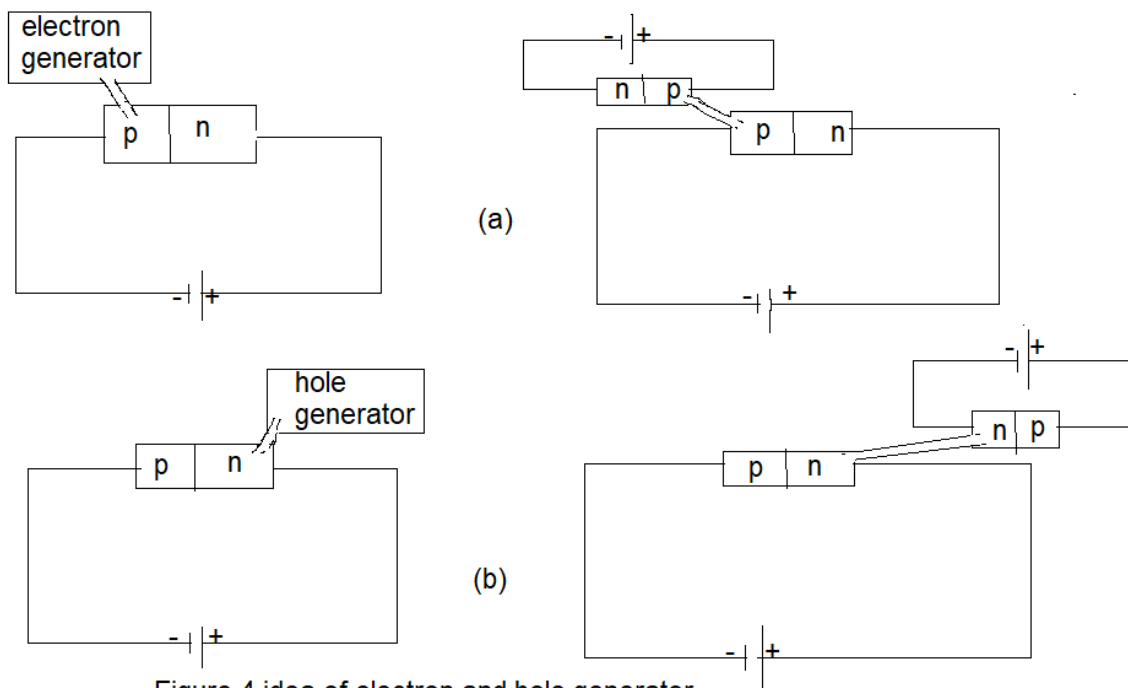 electron
generator
p n
- +
- +
n p
p n
- +
(a)
hole
generator
p n
- +
- +
n p
p n
- +
(b)
Figure 4 idea of electron and hole generator